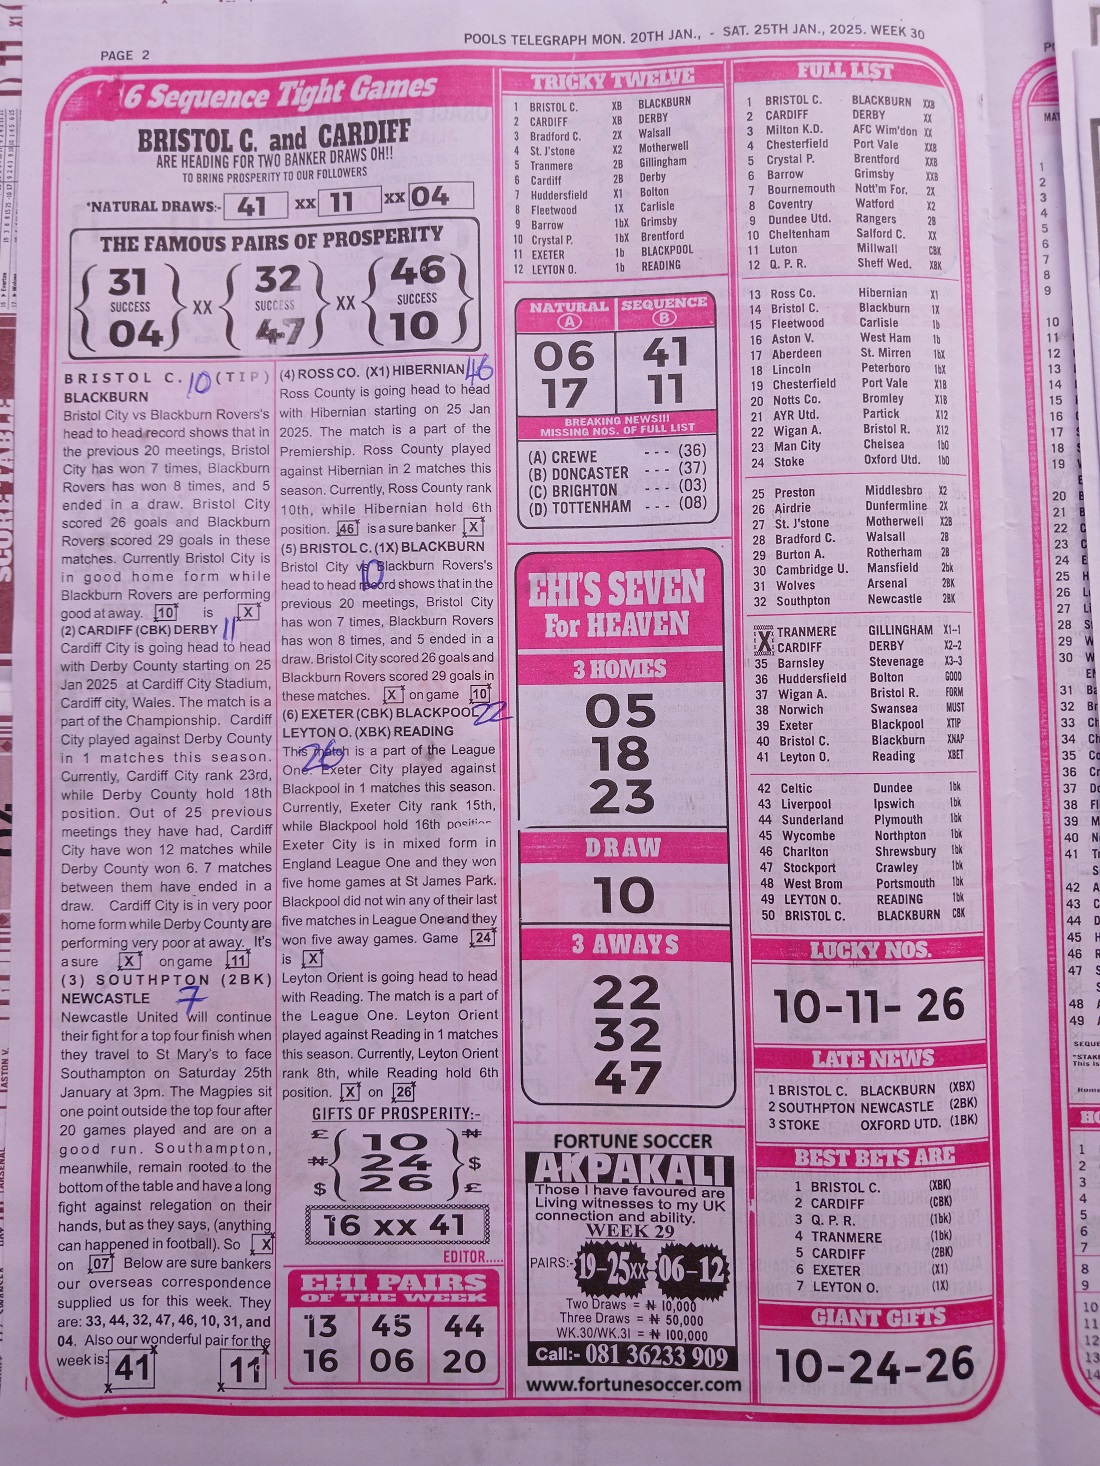 PAGE 2
POOLS TELEGRAPH MON. 20TH JAN., - SAT. 25TH JAN., 2025. WEEK 30
6 Sequence Tight Games
BRISTOL C. and CARDIFF
ARE HEADING FOR TWO BANKER DRAWS OH!!
TO BRING PROSPERITY TO OUR FOLLOWERS
*NATURAL DRAWS:- 41 xx 11 xx 04
THE FAMOUS PAIRS OF PROSPERITY
31 SUCCESS 04 XX 32 SUCCESS 47 XX 46 SUCCESS 10
BRISTOL C. 10 (TIP)
BLACKBURN
Bristol City vs Blackburn Rovers's
head to head record shows that in
the previous 20 meetings, Bristol
City has won 7 times, Blackburn
Rovers has won 8 times, and 5
ended in a draw. Bristol City
scored 26 goals and Blackburn
Rovers scored 29 goals in these
matches. Currently Bristol City is
in good home form while
Blackburn Rovers are performing
good at away. 10 is X
(2) CARDIFF (CBK) DERBY 11
Cardiff City is going head to head
with Derby County starting on 25
Jan 2025 at Cardiff City Stadium,
Cardiff city, Wales. The match is a
part of the Championship. Cardiff
City played against Derby County
in 1 matches this season.
Currently, Cardiff City rank 23rd,
while Derby County hold 18th
position. Out of 25 previous
meetings they have had, Cardiff
City have won 12 matches while
Derby County won 6. 7 matches
between them have ended in a
draw. Cardiff City is in very poor
home form while Derby County are
performing very poor at away. It's
a sure X on game 11
(3) SOUTHPTON (2BK)
NEWCASTLE 7
Newcastle United will continue
their fight for a top four finish when
they travel to St Mary's to face
Southampton on Saturday 25th
January at 3pm. The Magpies sit
one point outside the top four after
20 games played and are on a
good run. Southampton,
meanwhile, remain rooted to the
bottom of the table and have a long
fight against relegation on their
hands, but as they says, (anything
can happened in football). So X
on 07 Below are sure bankers
our overseas correspondence
supplied us for this week. They
are: 33, 44, 32, 47, 46, 10, 31, and
04. Also our wonderful pair for the
week is: 41 11
(4) ROSS CO. (X1) HIBERNIAN 46
Ross County is going head to head
with Hibernian starting on 25 Jan
2025. The match is a part of the
Premiership. Ross County played
against Hibernian in 2 matches this
season. Currently, Ross County rank
10th, while Hibernian hold 6th
position. 46 is a sure banker X
(5) BRISTOL C. (1X) BLACKBURN
Bristol City vs Blackburn Rovers's
10
head to head record shows that in the
previous 20 meetings, Bristol City
has won 7 times, Blackburn Rovers
has won 8 times, and 5 ended in a
draw. Bristol City scored 26 goals and
Blackburn Rovers scored 29 goals in
these matches. X on game 10
(6) EXETER (CBK) BLACKPOOL 22
LEYTON O. (XBK) READING
26
This match is a part of the League
One. Exeter City played against
Blackpool in 1 matches this season.
Currently, Exeter City rank 15th,
while Blackpool hold 16th position.
Exeter City is in mixed form in
England League One and they won
five home games at St James Park.
Blackpool did not win any of their last
five matches in League One and they
won five away games. Game 24
is X
Leyton Orient is going head to head
with Reading. The match is a part of
the League One. Leyton Orient
played against Reading in 1 matches
this season. Currently, Leyton Orient
rank 8th, while Reading hold 6th
position. X on 26
GIFTS OF PROSPERITY:-
£ 10 ₦
₦ 24 $
$ 26 £
16 xx 41
EDITOR.....
EHI PAIRS
OF THE WEEK
13 45 44
16 06 20
TRICKY TWELVE
1 BRISTOL C. XB BLACKBURN
2 CARDIFF XB DERBY
3 Bradford C. 2X Walsall
4 St. J'stone X2 Motherwell
5 Tranmere 2B Gillingham
6 Cardiff 2B Derby
7 Huddersfield X1 Bolton
8 Fleetwood 1X Carlisle
9 Barrow 1bX Grimsby
10 Crystal P. 1bX Brentford
11 EXETER 1b BLACKPOOL
12 LEYTON O. 1b READING
NATURAL A SEQUENCE B
06 41
17 11
BREAKING NEWS!!!
MISSING NOS. OF FULL LIST
(A) CREWE - - - (36)
(B) DONCASTER - - - (37)
(C) BRIGHTON - - - (03)
(D) TOTTENHAM - - - (08)
EHI'S SEVEN
For HEAVEN
3 HOMES
05
18
23
DRAW
10
3 AWAYS
22
32
47
FORTUNE SOCCER
AKPAKALI
Those I have favoured are
Living witnesses to my UK
connection and ability.
WEEK 29
PAIRS:- 19-25xx 06-12
Two Draws = ₦ 10,000
Three Draws = ₦ 50,000
WK.30/WK.31 = ₦ 100,000
Call:- 081 36233 909
www.fortunesoccer.com
FULL LIST
1 BRISTOL C. BLACKBURN XXB
2 CARDIFF DERBY XX
3 Milton K.D. AFC Wim'don XX
4 Chesterfield Port Vale XXB
5 Crystal P. Brentford XXB
6 Barrow Grimsby XXB
7 Bournemouth Nott'm For. 2X
8 Coventry Watford X2
9 Dundee Utd. Rangers 2B
10 Cheltenham Salford C. XX
11 Luton Millwall CBK
12 Q. P. R. Sheff Wed. XBK
13 Ross Co. Hibernian X1
14 Bristol C. Blackburn 1X
15 Fleetwood Carlisle 1b
16 Aston V. West Ham 1b
17 Aberdeen St. Mirren 1bX
18 Lincoln Peterboro 1bX
19 Chesterfield Port Vale X1B
20 Notts Co. Bromley X1B
21 AYR Utd. Partick X12
22 Wigan A. Bristol R. X12
23 Man City Chelsea 1b0
24 Stoke Oxford Utd. 1b0
25 Preston Middlesbro X2
26 Airdrie Dunfermline 2X
27 St. J'stone Motherwell X2B
28 Bradford C. Walsall 2B
29 Burton A. Rotherham 2B
30 Cambridge U. Mansfield 2bk
31 Wolves Arsenal 2BK
32 Southpton Newcastle 2BK
X TRANMERE GILLINGHAM X1-1
CARDIFF DERBY X2-2
35 Barnsley Stevenage X3-3
36 Huddersfield Bolton GOOD
37 Wigan A. Bristol R. FORM
38 Norwich Swansea MUST
39 Exeter Blackpool XTIP
40 Bristol C. Blackburn XNAP
41 Leyton O. Reading XBET
42 Celtic Dundee 1bk
43 Liverpool Ipswich 1bk
44 Sunderland Plymouth 1bk
45 Wycombe Northpton 1bk
46 Charlton Shrewsbury 1bk
47 Stockport Crawley 1bk
48 West Brom Portsmouth 1bk
49 LEYTON O. READING 1bk
50 BRISTOL C. BLACKBURN CBK
LUCKY NOS.
10-11- 26
LATE NEWS
1 BRISTOL C. BLACKBURN (XBX)
2 SOUTHPTON NEWCASTLE (2BK)
3 STOKE OXFORD UTD. (1BK)
BEST BETS ARE
1 BRISTOL C. (XBK)
2 CARDIFF (CBK)
3 Q. P. R. (1bk)
4 TRANMERE (1bk)
5 CARDIFF (2BK)
6 EXETER (X1)
7 LEYTON O. (1X)
GIANT GIFTS
10-24-26